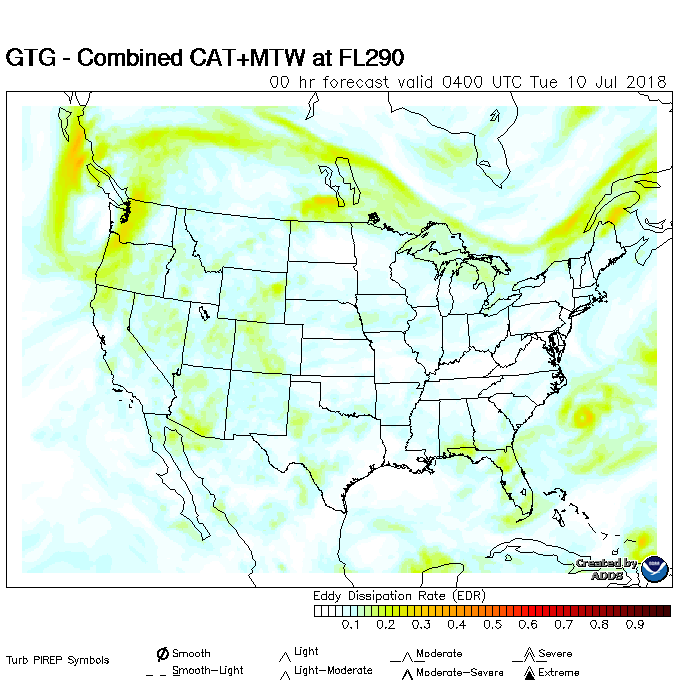 GTG - Combined CAT+MTW at FL290
00 hr forecast valid 0400 UTC Tue 10 Jul 2018
Created by
ADDS
Eddy Dissipation Rate (EDR)
0.1 0.2 0.3 0.4 0.5 0.6 0.7 0.8 0.9
Turb PIREP Symbols
Smooth Light Moderate Severe
Smooth-Light Light-Moderate Moderate-Severe Extreme